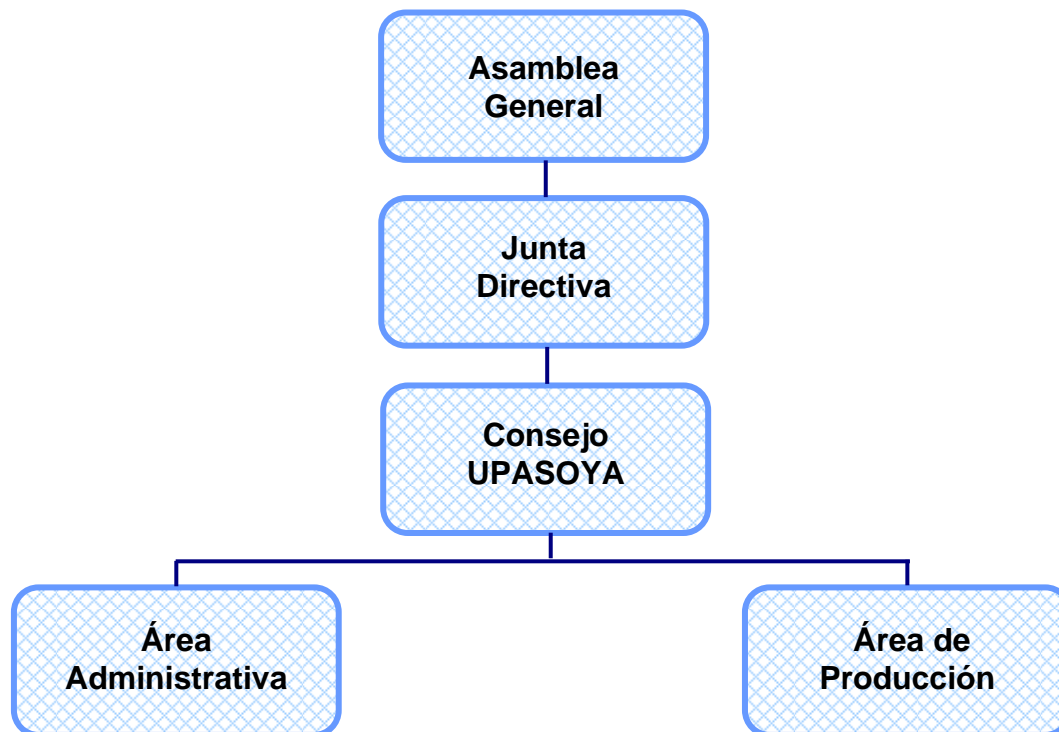 Asamblea
General
Junta
Directiva
Consejo
UPASOYA
Área
Administrativa
Área de
Producción